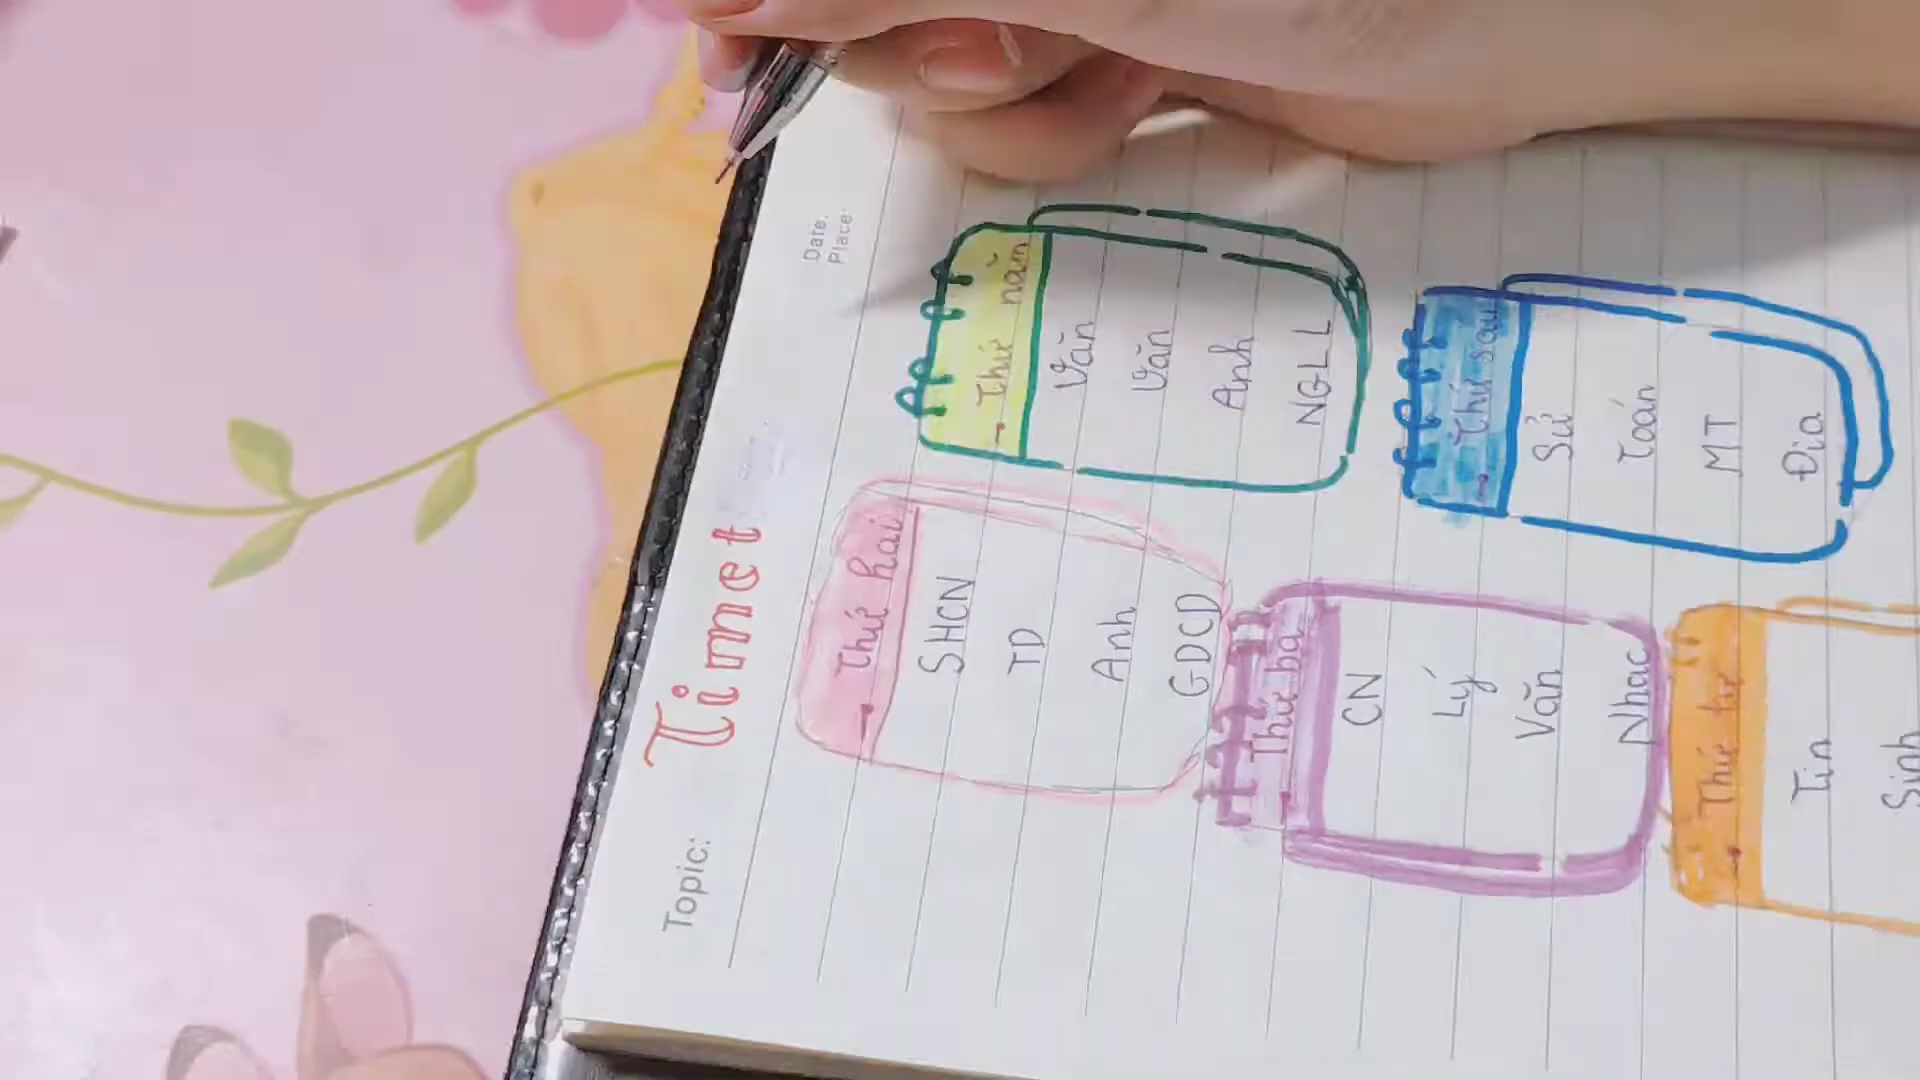 Date:
Place:
Topic:
Timet
Thứ hai
SHCN
TD
Anh
GDCD
Thứ năm
Văn
Văn
Anh
NGLL
Thứ ba
CN
Lý
Văn
Nhạc
Thứ sáu
Sử
Toán
MT
Địa
Thứ tư
Tin
Sinh